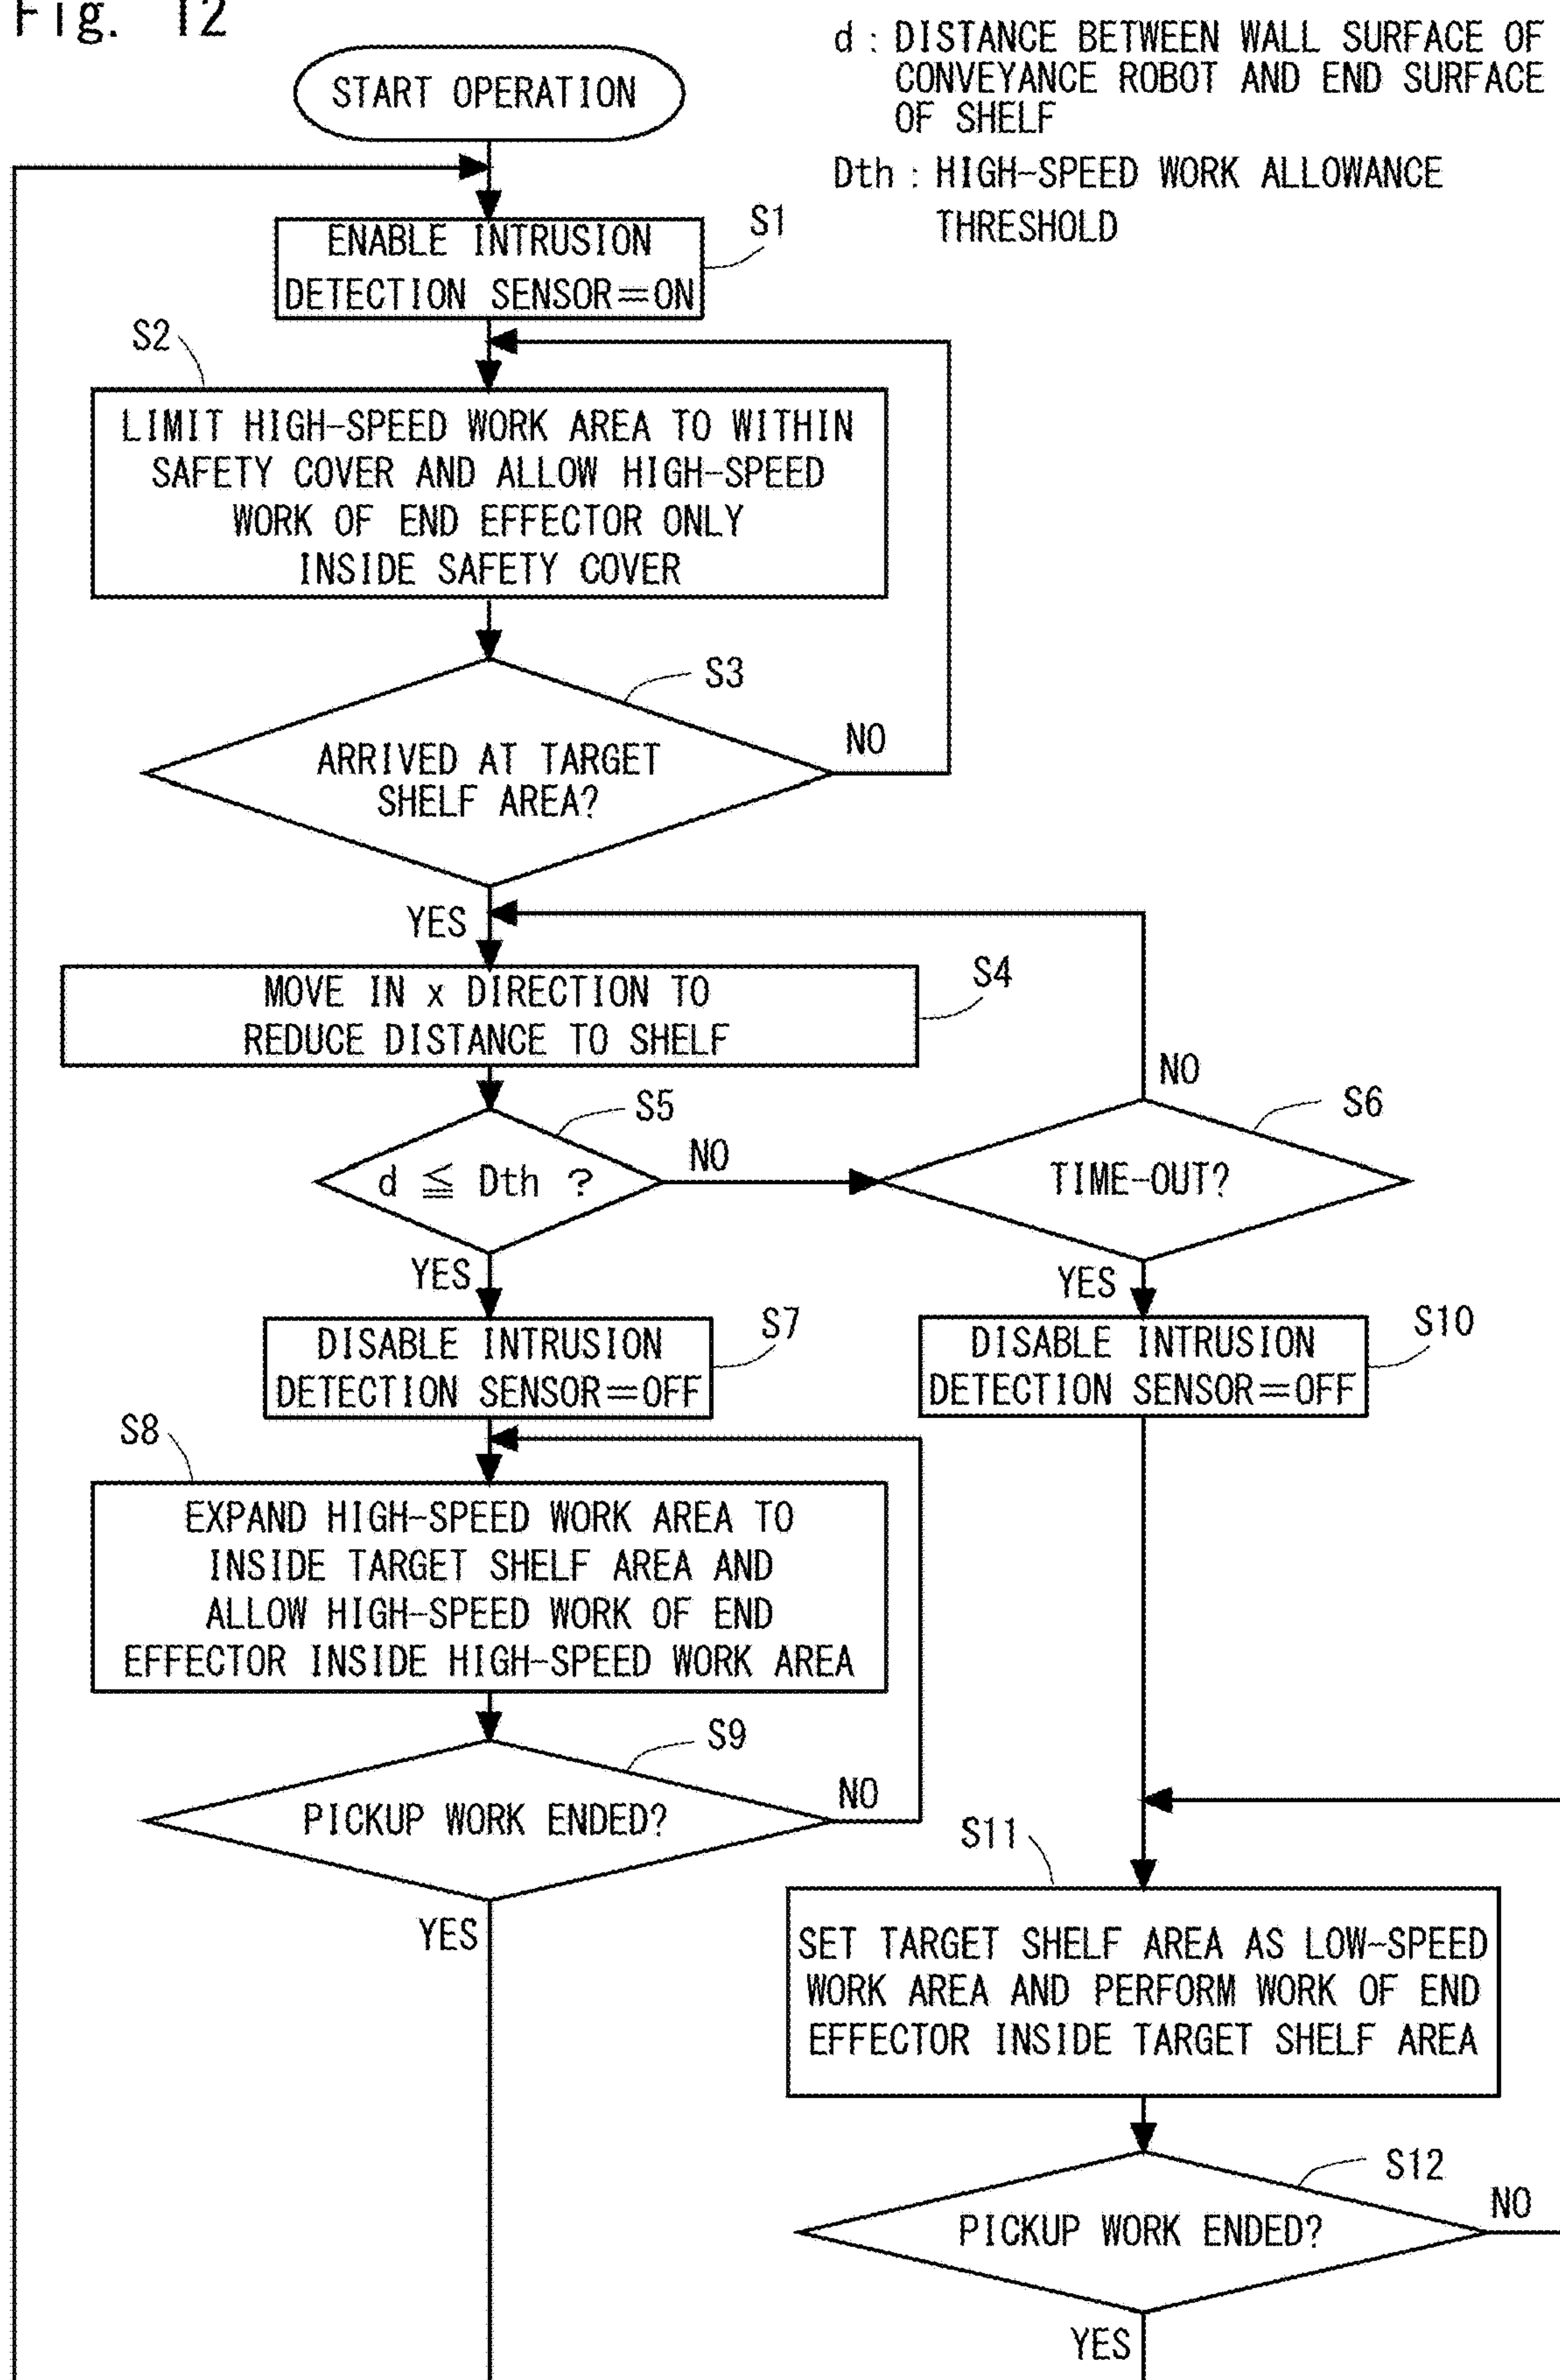 Fig. 12
d : DISTANCE BETWEEN WALL SURFACE OF
CONVEYANCE ROBOT AND END SURFACE
OF SHELF
Dth : HIGH-SPEED WORK ALLOWANCE
THRESHOLD
START OPERATION
S1
ENABLE INTRUSION
DETECTION SENSOR=ON
S2
LIMIT HIGH-SPEED WORK AREA TO WITHIN
SAFETY COVER AND ALLOW HIGH-SPEED
WORK OF END EFFECTOR ONLY
INSIDE SAFETY COVER
S3
ARRIVED AT TARGET
SHELF AREA?
NO
YES
S4
MOVE IN x DIRECTION TO
REDUCE DISTANCE TO SHELF
S5
d ≦ Dth ?
NO
YES
S6
TIME-OUT?
NO
YES
S7
DISABLE INTRUSION
DETECTION SENSOR=OFF
S10
DISABLE INTRUSION
DETECTION SENSOR=OFF
S8
EXPAND HIGH-SPEED WORK AREA TO
INSIDE TARGET SHELF AREA AND
ALLOW HIGH-SPEED WORK OF END
EFFECTOR INSIDE HIGH-SPEED WORK AREA
S9
PICKUP WORK ENDED?
NO
YES
S11
SET TARGET SHELF AREA AS LOW-SPEED
WORK AREA AND PERFORM WORK OF END
EFFECTOR INSIDE TARGET SHELF AREA
S12
PICKUP WORK ENDED?
NO
YES